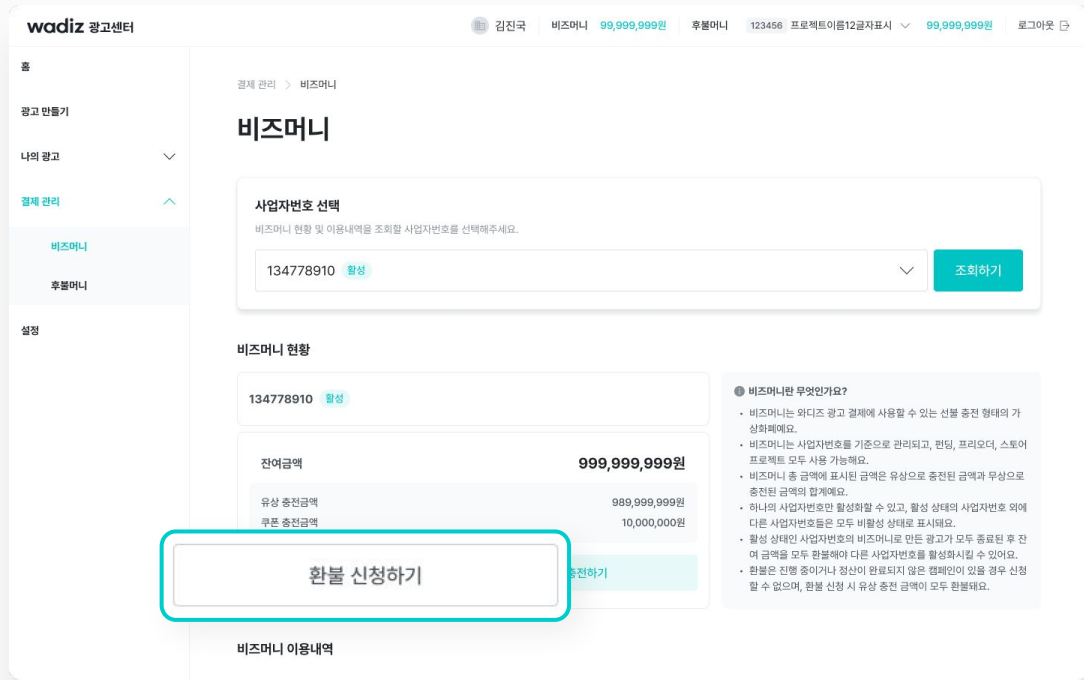 wadiz 광고센터
김진국 비즈머니 99,999,999원 후불머니 123456 프로젝트이름12글자표시 99,999,999원 로그아웃
홈
광고 만들기
나의 광고
결제 관리
비즈머니
후불머니
설정
결제 관리 > 비즈머니
비즈머니
사업자번호 선택
비즈머니 현황 및 이용내역을 조회할 사업자번호를 선택해주세요.
134778910 활성
조회하기
비즈머니 현황
134778910 활성
잔여금액 999,999,999원
유상 충전금액 989,999,999원
쿠폰 충전금액 10,000,000원
환불 신청하기
충전하기
비즈머니란 무엇인가요?
• 비즈머니는 와디즈 광고 결제에 사용할 수 있는 선불 충전 형태의 가
상화폐예요.
• 비즈머니는 사업자번호를 기준으로 관리되고, 펀딩, 프리오더, 스토어
프로젝트 모두 사용 가능해요.
• 비즈머니 총 금액에 표시된 금액은 유상으로 충전된 금액과 무상으로
충전된 금액의 합계예요.
• 하나의 사업자번호만 활성화할 수 있고, 활성 상태의 사업자번호 외에
다른 사업자번호들은 모두 비활성 상태로 표시돼요.
• 활성 상태인 사업자번호의 비즈머니로 만든 광고가 모두 종료된 후 잔
여 금액을 모두 환불해야 다른 사업자번호를 활성화시킬 수 있어요.
• 환불은 진행 중이거나 정산이 완료되지 않은 캠페인이 있을 경우 신청
할 수 없으며, 환불 신청 시 유상 충전 금액이 모두 환불돼요.
비즈머니 이용내역